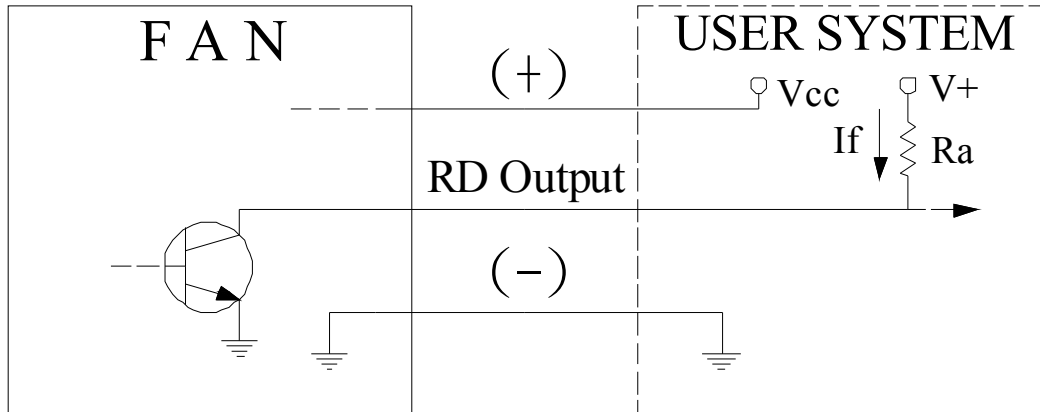 F A N
USER SYSTEM
(+)
Vcc
V+
If
Ra
RD Output
(-)